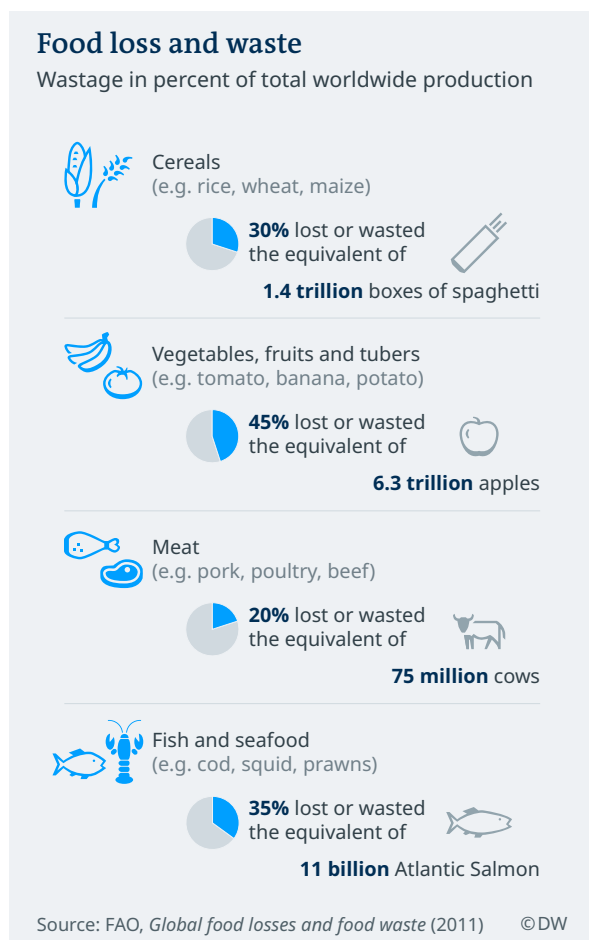 Food loss and waste
Wastage in percent of total worldwide production
Cereals
(e.g. rice, wheat, maize)
30% lost or wasted
the equivalent of
1.4 trillion boxes of spaghetti
Vegetables, fruits and tubers
(e.g. tomato, banana, potato)
45% lost or wasted
the equivalent of
6.3 trillion apples
Meat
(e.g. pork, poultry, beef)
20% lost or wasted
the equivalent of
75 million cows
Fish and seafood
(e.g. cod, squid, prawns)
35% lost or wasted
the equivalent of
11 billion Atlantic Salmon
Source: FAO, Global food losses and food waste (2011) ©DW